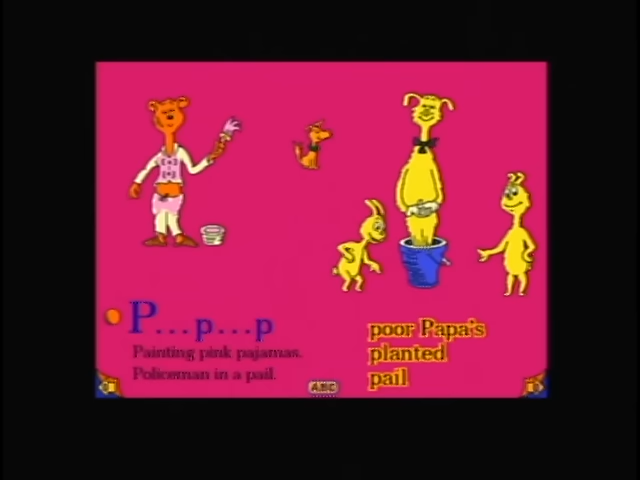 P...p...p
Painting pink pajamas.
Policeman in a pail.
poor Papa's
planted
pail
ABC